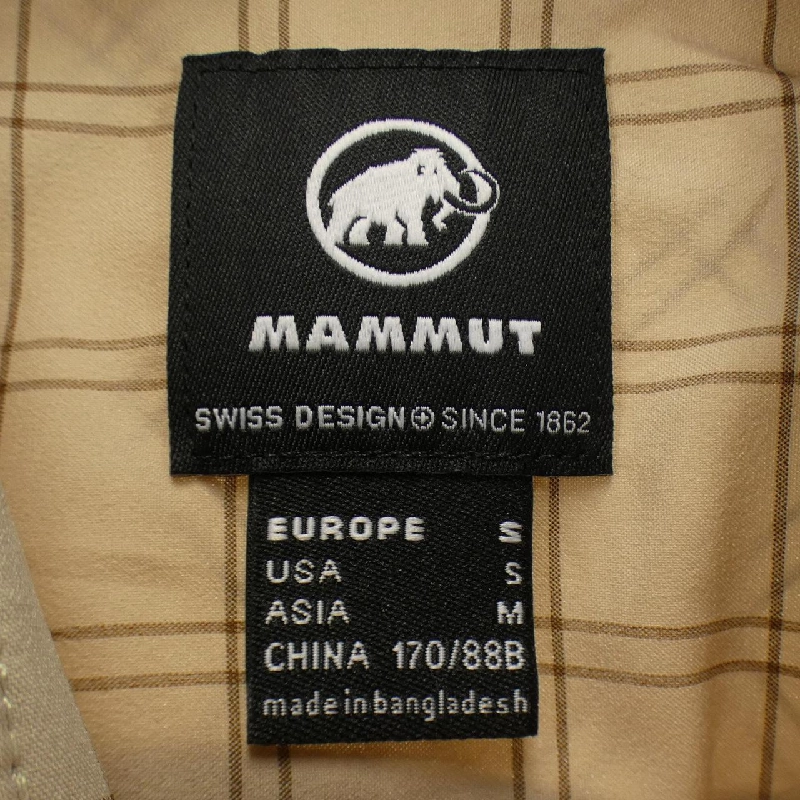 MAMMUT
SWISS DESIGN SINCE 1862
EUROPE S
USA S
ASIA M
CHINA 170/88B
made in bangladesh